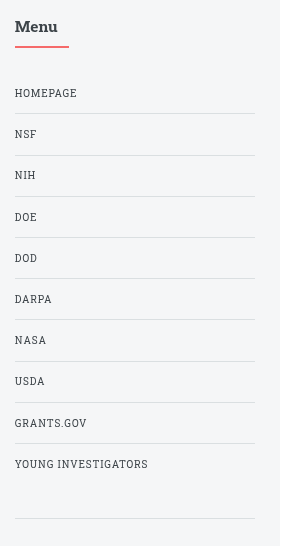 Menu
HOMEPAGE
NSF
NIH
DOE
DOD
DARPA
NASA
USDA
GRANTS.GOV
YOUNG INVESTIGATORS